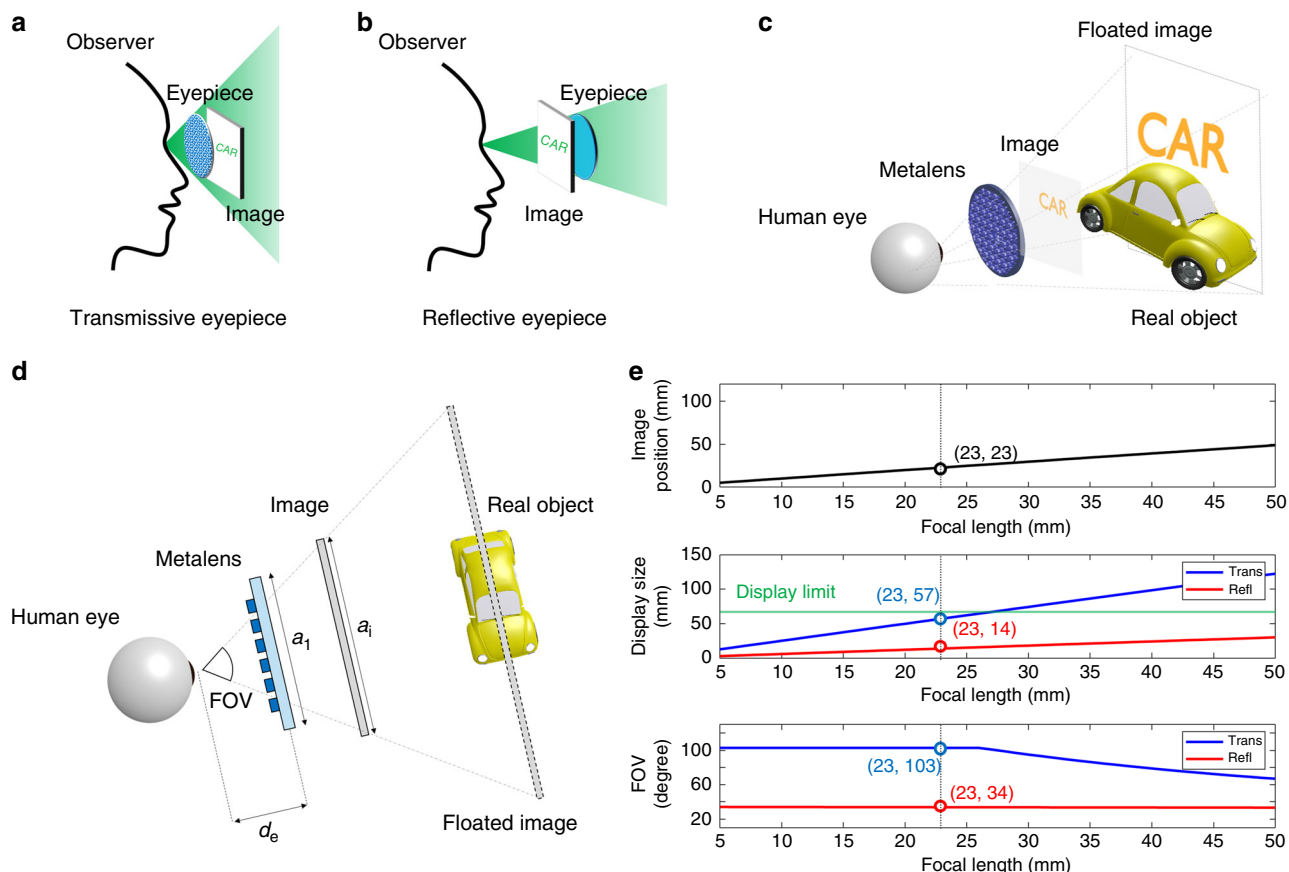 a
Observer
Eyepiece
CAR
Image
Transmissive eyepiece
b
Observer
Eyepiece
CAR
Image
Reflective eyepiece
c
Floated image
CAR
Image
Metalens
CAR
Human eye
Real object
d
Image
Real object
Metalens
Human eye
a1
ai
FOV
de
Floated image
e
Image
position (mm)
100
50
0
(23, 23)
5 10 15 22 25 30 35 40 45 50
Focal length (mm)
Display size
(mm)
150
100
50
0
Trans
Refl
Display limit
(23, 57)
(23, 14)
5 10 15 22 25 30 35 40 45 50
Focal length (mm)
FOV
(degree)
100
60
20
Trans
Refl
(23, 103)
(23, 34)
5 10 15 22 25 30 35 40 45 50
Focal length (mm)